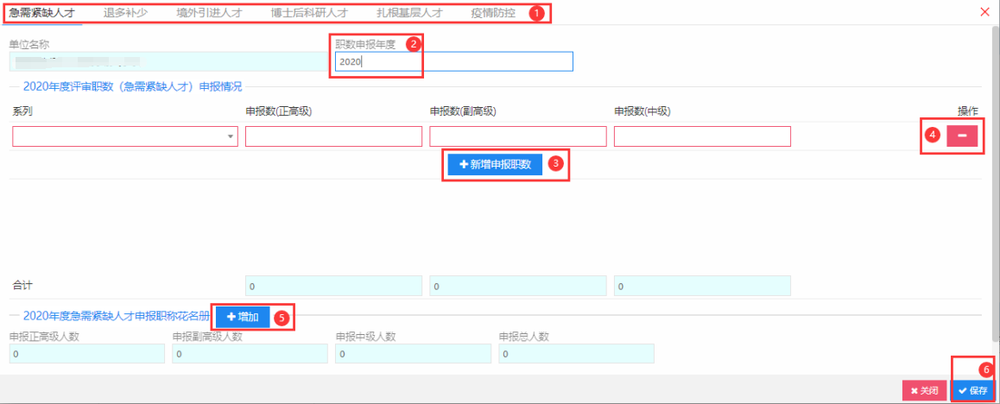 急需紧缺人才 退多补少 境外引进人才 博士后科研人才 扎根基层人才 疫情防控 1
单位名称 职数申报年度 2
2020
2020年度评审职数（急需紧缺人才）申报情况
系列 申报数(正高级) 申报数(副高级) 申报数(中级) 操作
4
新增申报职数 3
合计 0 0 0
2020年度急需紧缺人才申报职称花名册 增加 5
申报正高级人数 申报副高级人数 申报中级人数 申报总人数
0 0 0 0
6
关闭 保存